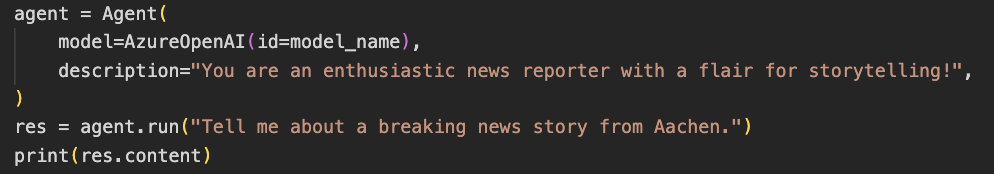 agent = Agent(
    model=AzureOpenAI(id=model_name),
    description="You are an enthusiastic news reporter with a flair for storytelling!",
)
res = agent.run("Tell me about a breaking news story from Aachen.")
print(res.content)